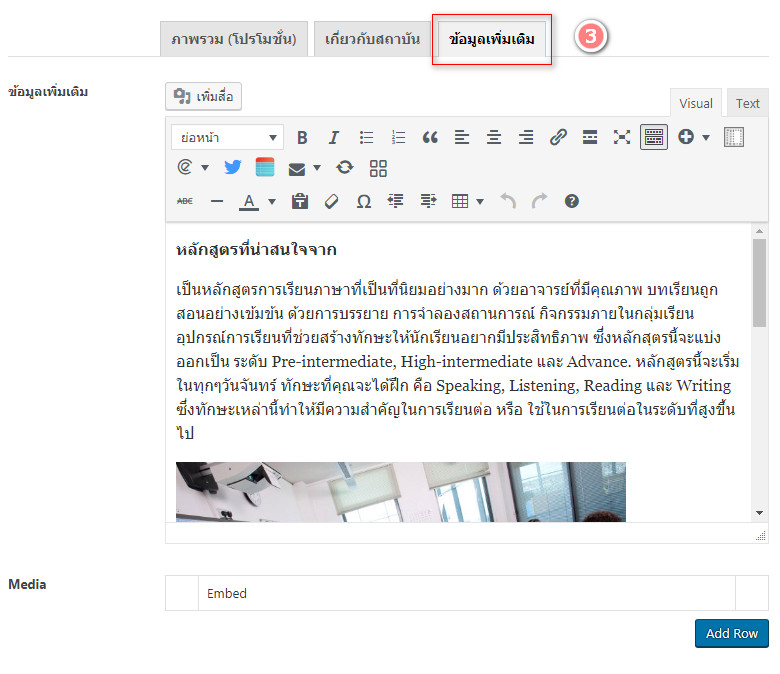 ภาพรวม (โปรโมชั่น) เกี่ยวกับสถาบัน ข้อมูลเพิ่มเติม 3
ข้อมูลเพิ่มเติม
เพิ่มสื่อ
Visual Text
ย่อหน้า B I
ABC A Ω
หลักสูตรที่น่าสนใจจาก
เป็นหลักสูตรการเรียนภาษาที่เป็นที่นิยมอย่างมาก ด้วยอาจารย์ที่มีคุณภาพ บทเรียนถูก
สอนอย่างเข้มข้น ด้วยการบรรยาย การจำลองสถานการณ์ กิจกรรมภายในกลุ่มเรียน
อุปกรณ์การเรียนที่ช่วยสร้างทักษะให้นักเรียนอยากมีประสิทธิภาพ ซึ่งหลักสูตรนี้จะแบ่ง
ออกเป็น ระดับ Pre-intermediate, High-intermediate และ Advance. หลักสูตรนี้จะเริ่ม
ในทุกๆวันจันทร์ ทักษะที่คุณจะได้ฝึก คือ Speaking, Listening, Reading และ Writing
ซึ่งทักษะเหล่านี้ทำให้มีความสำคัญในการเรียนต่อ หรือ ใช้ในการเรียนต่อในระดับที่สูงขึ้น
ไป
Media
Embed
Add Row